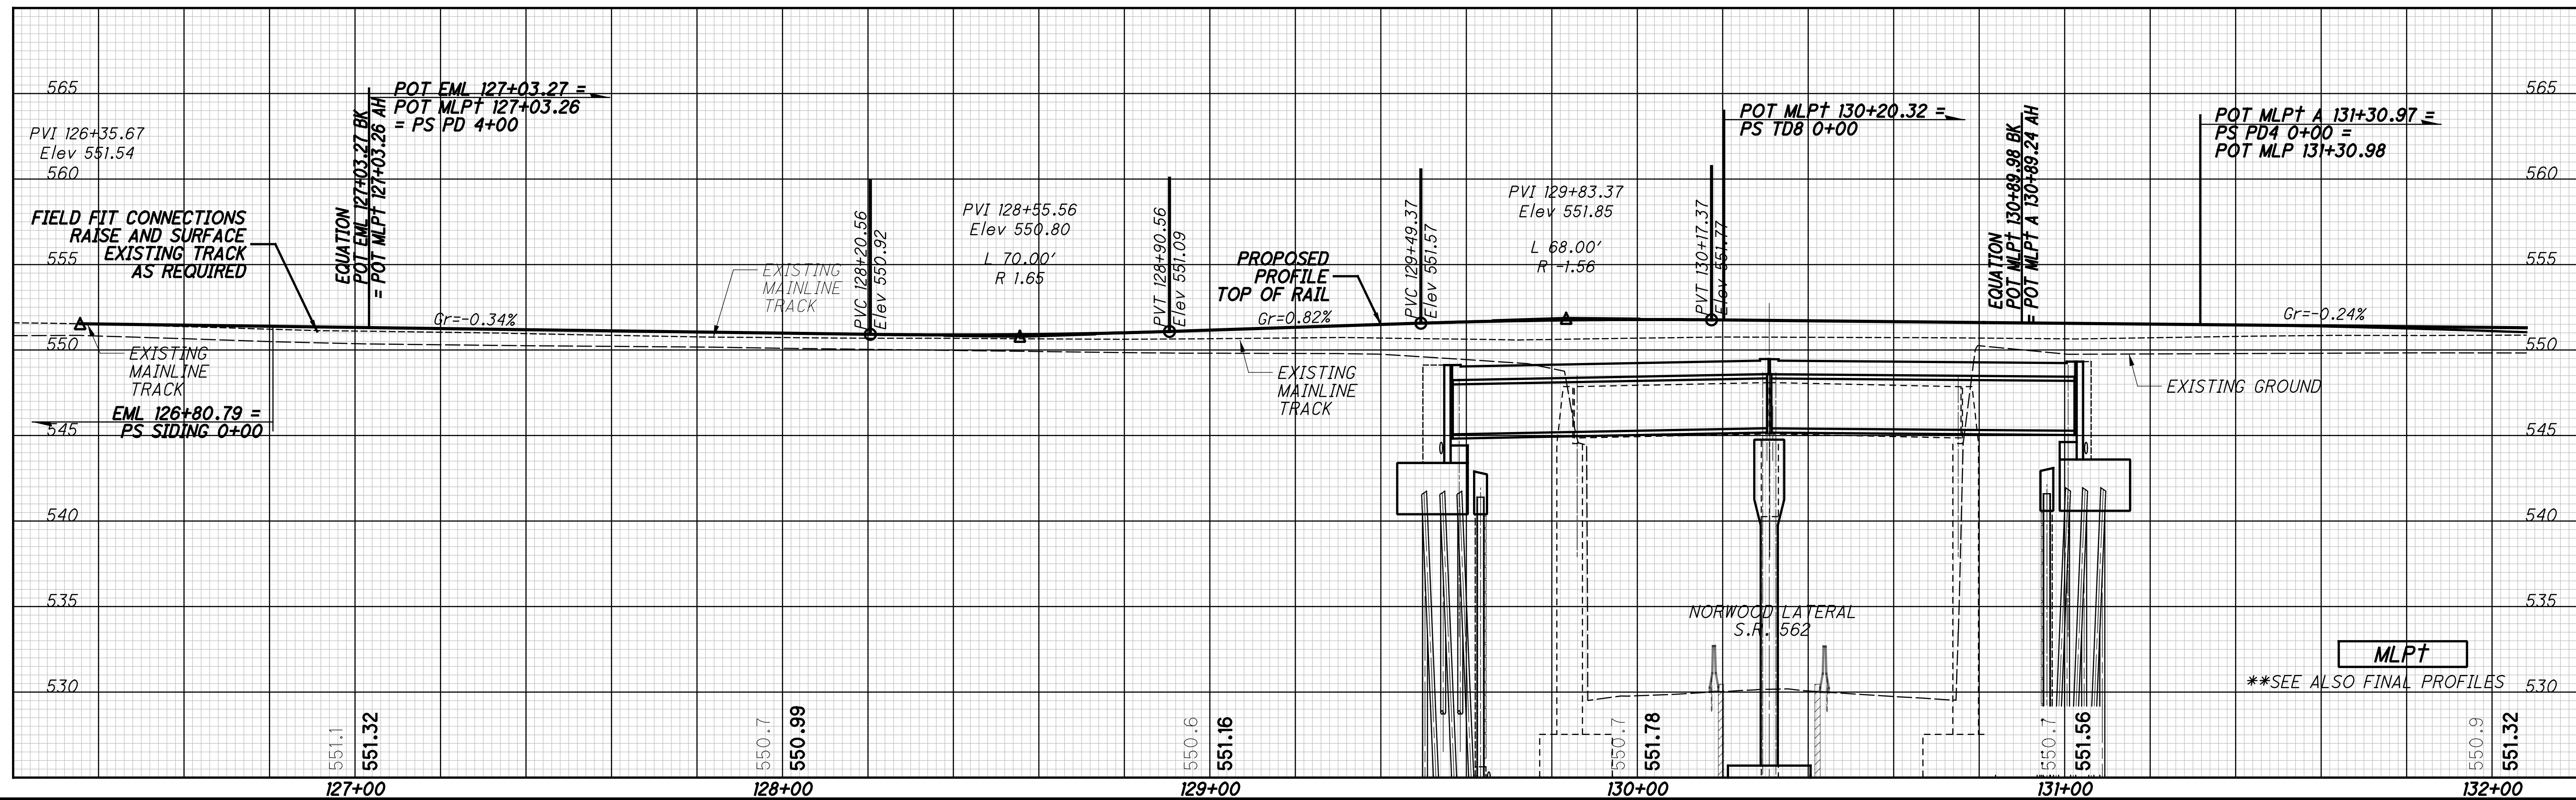 565
560
555
550
545
540
535
530
PVI 126+35.67
Elev 551.54
FIELD FIT CONNECTIONS
RAISE AND SURFACE
EXISTING TRACK
AS REQUIRED
EQUATION
POT EML 127+03.27 BK
= POT MLP† 127+03.26 AH
POT EML 127+03.27 =
POT MLP† 127+03.26
= PS PD 4+00
EXISTING
MAINLINE
TRACK
EML 126+80.79 =
PS SIDING 0+00
Gr=-0.34%
EXISTING
MAINLINE
TRACK
PVC 128+20.56
Elev 550.92
PVI 128+55.56
Elev 550.80
L 70.00'
R 1.65
PVT 128+90.56
Elev 551.09
PROPOSED
PROFILE
TOP OF RAIL
Gr=0.82%
EXISTING
MAINLINE
TRACK
PVC 129+49.37
Elev 551.57
PVI 129+83.37
Elev 551.85
L 68.00'
R -1.56
PVT 130+17.37
Elev 551.77
POT MLP† 130+20.32 =
PS TD8 0+00
EQUATION
POT MLP† 130+89.98 BK
= POT MLP† A 130+89.24 AH
POT MLP† A 131+30.97 =
PS PD4 0+00 =
POT MLP 131+30.98
Gr=-0.24%
EXISTING GROUND
NORWOOD LATERAL
S.R. 562
MLP†
**SEE ALSO FINAL PROFILES
565
560
555
550
545
540
535
530
551.1
551.32
550.7
550.99
550.6
551.16
550.7
551.78
550.7
551.56
550.9
551.32
127+00
128+00
129+00
130+00
131+00
132+00